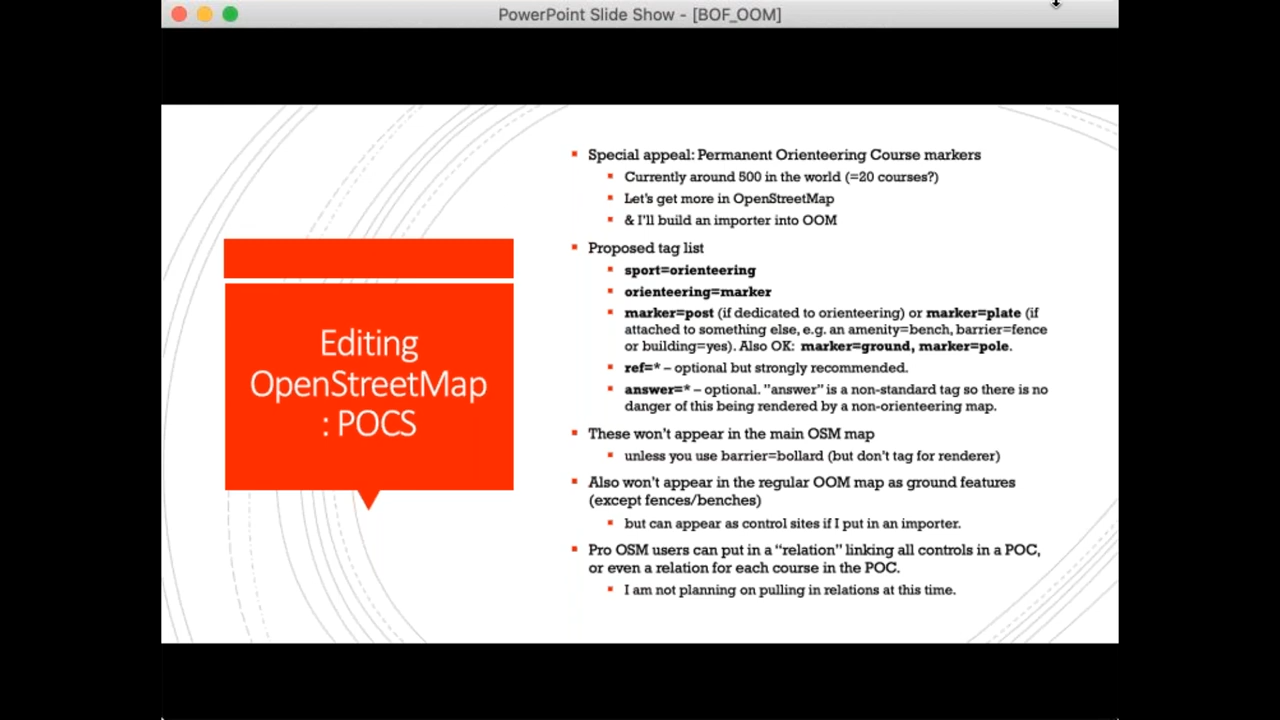 PowerPoint Slide Show - [BOF_OOM]
Editing
OpenStreetMap
: POCS
Special appeal: Permanent Orienteering Course markers
Currently around 500 in the world (=20 courses?)
Let's get more in OpenStreetMap
& I'll build an importer into OOM
Proposed tag list
sport=orienteering
orienteering=marker
marker=post (if dedicated to orienteering) or marker=plate (if
attached to something else, e.g. an amenity=bench, barrier=fence
or building=yes). Also OK: marker=ground, marker=pole.
ref=* – optional but strongly recommended.
answer=* – optional. ”answer” is a non-standard tag so there is no
danger of this being rendered by a non-orienteering map.
These won't appear in the main OSM map
unless you use barrier=bollard (but don't tag for renderer)
Also won't appear in the regular OOM map as ground features
(except fences/benches)
but can appear as control sites if I put in an importer.
Pro OSM users can put in a “relation” linking all controls in a POC,
or even a relation for each course in the POC.
I am not planning on pulling in relations at this time.